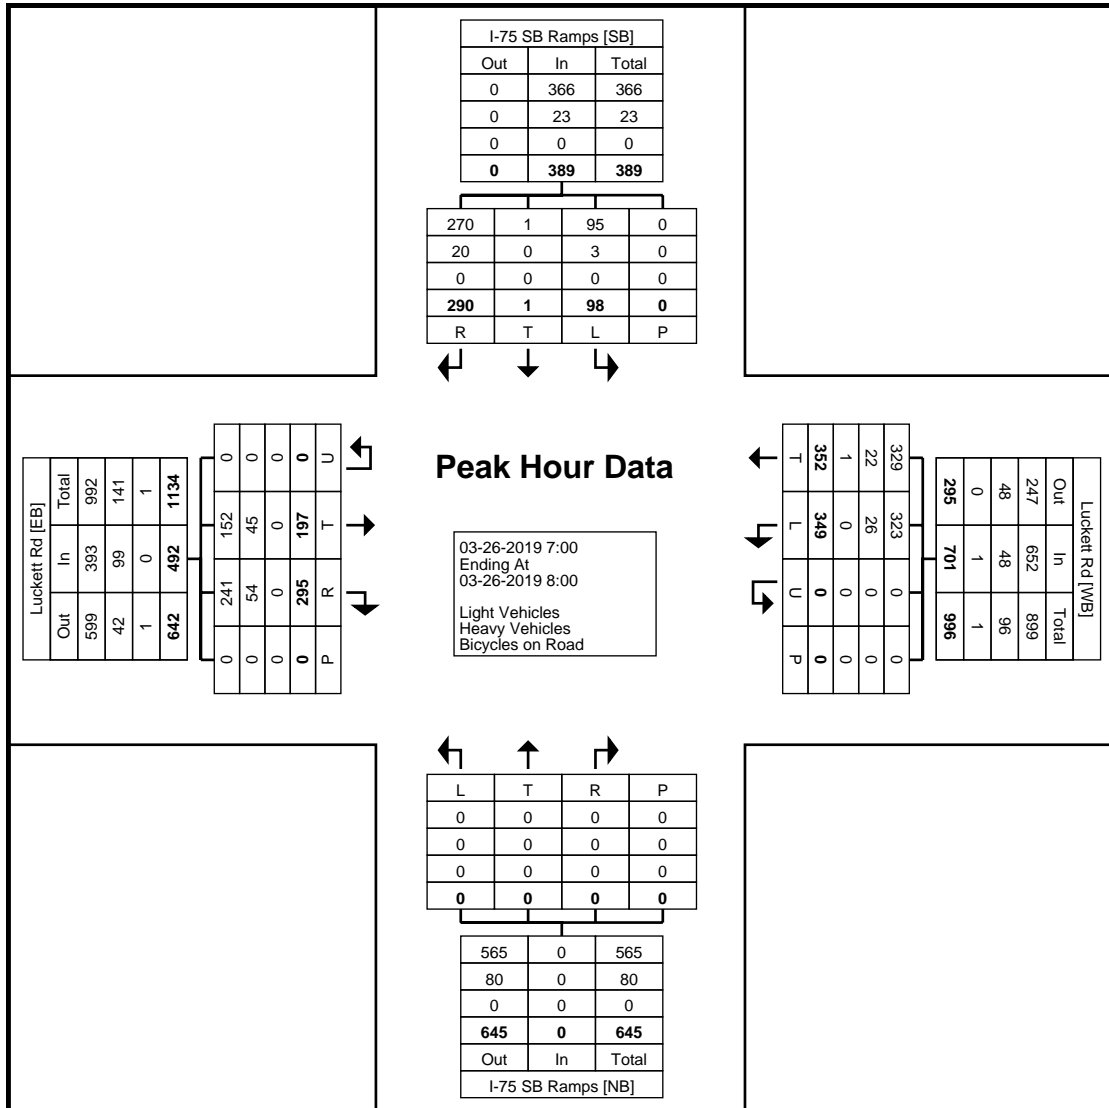 I-75 SB Ramps [SB]
Out In Total
0 366 366
0 23 23
0 0 0
0 389 389
270 1 95 0
20 0 3 0
0 0 0 0
290 1 98 0
R T L P
Luckett Rd [EB]
Total In Out
992 393 599
141 99 42
1 0 1
1134 492 642
0 152 241 0
0 45 54 0
0 0 0 0
0 197 295 0
U T R P
Peak Hour Data
03-26-2019 7:00
Ending At
03-26-2019 8:00
Light Vehicles
Heavy Vehicles
Bicycles on Road
Luckett Rd [WB]
Out In Total
247 652 899
48 48 96
0 1 1
295 701 996
329 323 0 0
22 26 0 0
1 0 0 0
352 349 0 0
T L U P
L T R P
0 0 0 0
0 0 0 0
0 0 0 0
0 0 0 0
565 0 565
80 0 80
0 0 0
645 0 645
Out In Total
I-75 SB Ramps [NB]